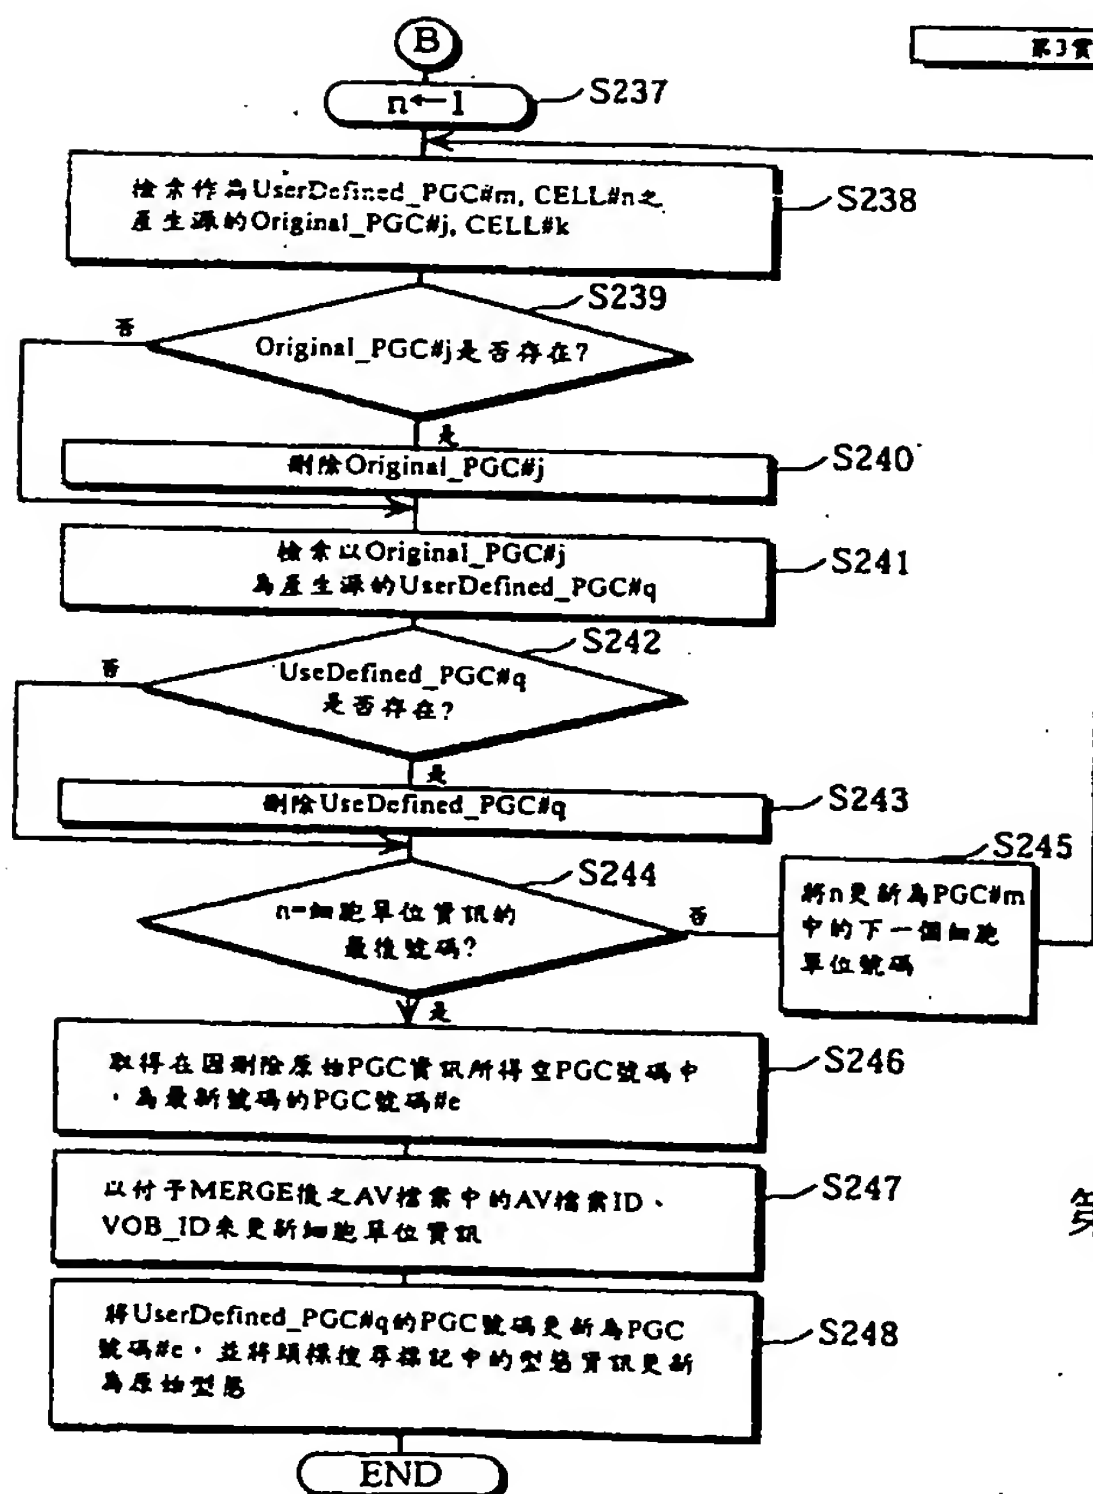 B
第3實
n←1
S237
檢索作為UserDefined_PGC#m, CELL#n之
產生源的Original_PGC#j, CELL#k
S238
S239
否
Original_PGC#j是否存在?
是
刪除Original_PGC#j
S240
檢索以Original_PGC#j
為產生源的UserDefined_PGC#q
S241
S242
否
UseDefined_PGC#q
是否存在?
是
刪除UseDefined_PGC#q
S243
S244
n=細胞單位資訊的
最後號碼?
否
S245
將n更新為PGC#m
中的下一個細胞
單位號碼
是
取得在因刪除原始PGC資訊所得空PGC號碼中
,為最新號碼的PGC號碼#e
S246
以付予MERGE後之AV檔案中的AV檔案ID、
VOB_ID來更新細胞單位資訊
S247
第
將UserDefined_PGC#q的PGC號碼更新為PGC
號碼#e,並將頭標搜尋標記中的型態資訊更新
為原始型態
S248
END